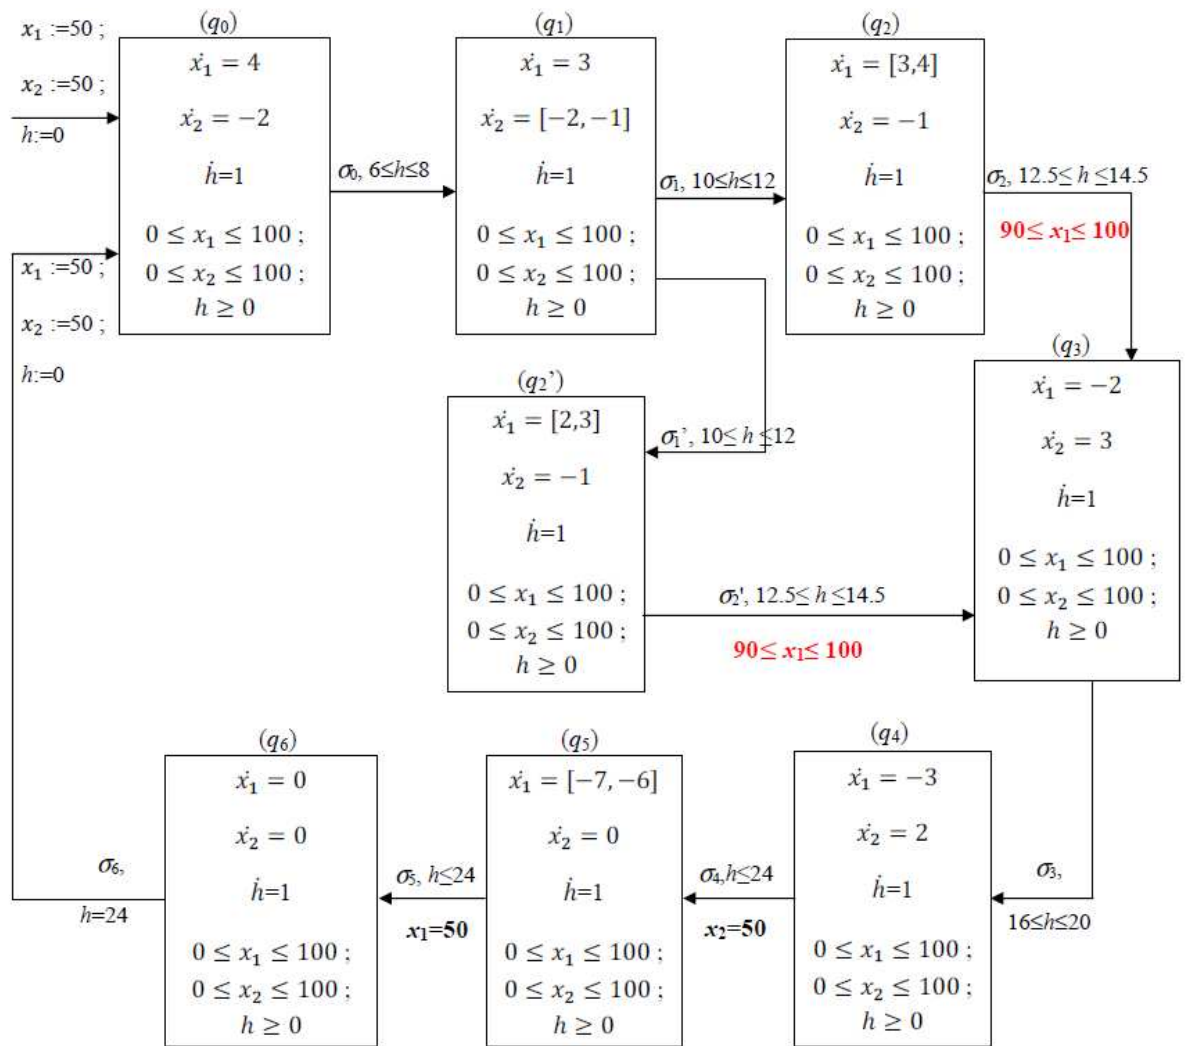 x₁ :=50 ;
x₂ :=50 ;
h:=0
(q₀)
ẋ₁ = 4
ẋ₂ = −2
ḣ=1
0 ≤ x₁ ≤ 100 ;
0 ≤ x₂ ≤ 100 ;
h ≥ 0
σ₀, 6≤h≤8
(q₁)
ẋ₁ = 3
ẋ₂ = [−2, −1]
ḣ=1
0 ≤ x₁ ≤ 100 ;
0 ≤ x₂ ≤ 100 ;
h ≥ 0
σ₁, 10≤h≤12
(q₂)
ẋ₁ = [3,4]
ẋ₂ = −1
ḣ=1
0 ≤ x₁ ≤ 100 ;
0 ≤ x₂ ≤ 100 ;
h ≥ 0
σ₂, 12.5≤ h ≤14.5
90≤ x₁≤ 100
x₁ :=50 ;
x₂ :=50 ;
h:=0
(q₂’)
ẋ₁ = [2,3]
ẋ₂ = −1
ḣ=1
0 ≤ x₁ ≤ 100 ;
0 ≤ x₂ ≤ 100 ;
h ≥ 0
σ₁’, 10≤ h ≤12
σ₂', 12.5≤ h ≤14.5
90≤ x₁≤ 100
(q₃)
ẋ₁ = −2
ẋ₂ = 3
ḣ=1
0 ≤ x₁ ≤ 100 ;
0 ≤ x₂ ≤ 100 ;
h ≥ 0
σ₃,
16≤h≤20
(q₄)
ẋ₁ = −3
ẋ₂ = 2
ḣ=1
0 ≤ x₁ ≤ 100 ;
0 ≤ x₂ ≤ 100 ;
h ≥ 0
σ₄,h≤24
x₂=50
(q₅)
ẋ₁ = [−7, −6]
ẋ₂ = 0
ḣ=1
0 ≤ x₁ ≤ 100 ;
0 ≤ x₂ ≤ 100 ;
h ≥ 0
σ₅, h≤24
x₁=50
(q₆)
ẋ₁ = 0
ẋ₂ = 0
ḣ=1
0 ≤ x₁ ≤ 100 ;
0 ≤ x₂ ≤ 100 ;
h ≥ 0
σ₆,
h=24